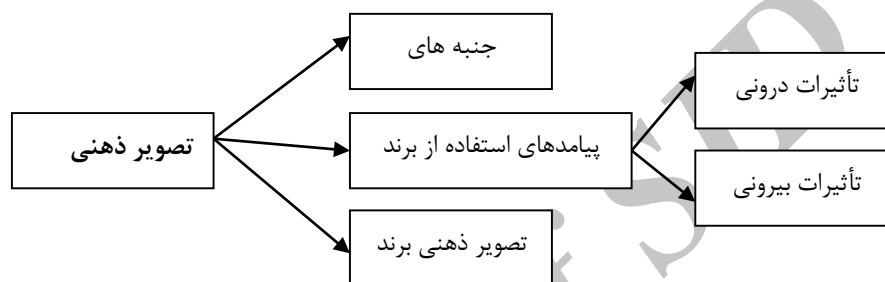 جنبه های
تأثیرات درونی
تصویر ذهنی
پیامدهای استفاده از برند
تأثیرات بیرونی
تصویر ذهنی برند